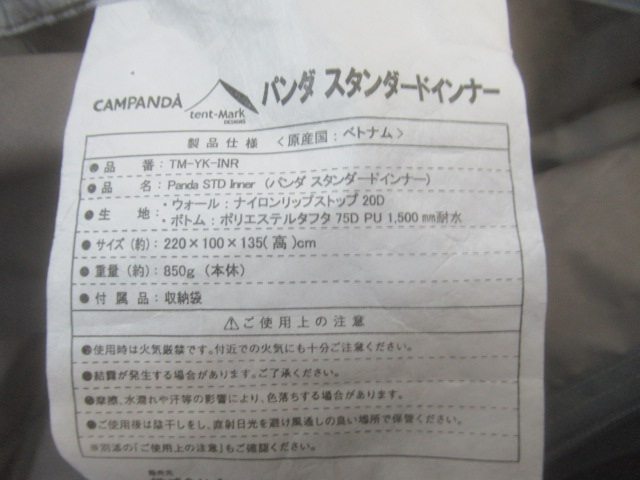 CAMPANDA
tent-Mark
DESIGNS
パンダ スタンダードインナー
製品仕様 〈原産国：ベトナム〉
●品 番：TM-YK-INR
●品 名：Panda STD Inner（パンダ スタンダードインナー）
●生 地：・ウォール：ナイロンリップストップ 20D
・ボトム：ポリエステルタフタ 75D PU 1,500㎜耐水
●サイズ(約)：220×100×135(高)cm
●重量(約)：850g（本体）
●付属品：収納袋
⚠ご使用上の注意
●使用時は火気厳禁です。付近での火気にも十分ご注意ください。
●結露が発生する場合があります。ご了承ください。
●摩擦、水濡れや汗等の影響により、色落ちする場合があります。
●ご使用後は陰干しをし、直射日光を避け風通しの良い場所で保管ください。
※別添の「ご使用上の注意」もご確認ください。